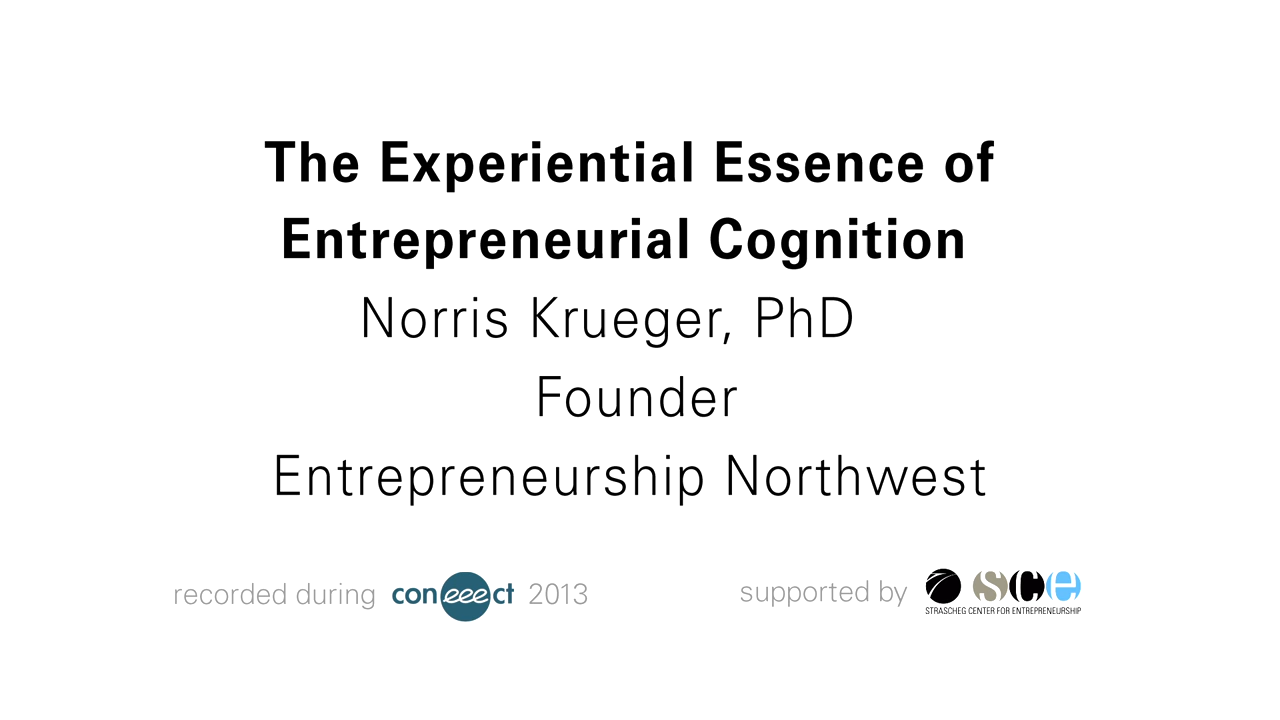 The Experiential Essence of
Entrepreneurial Cognition
Norris Krueger, PhD
Founder
Entrepreneurship Northwest
recorded during coneeect 2013
supported by sce
STRASCHEG CENTER FOR ENTREPRENEURSHIP